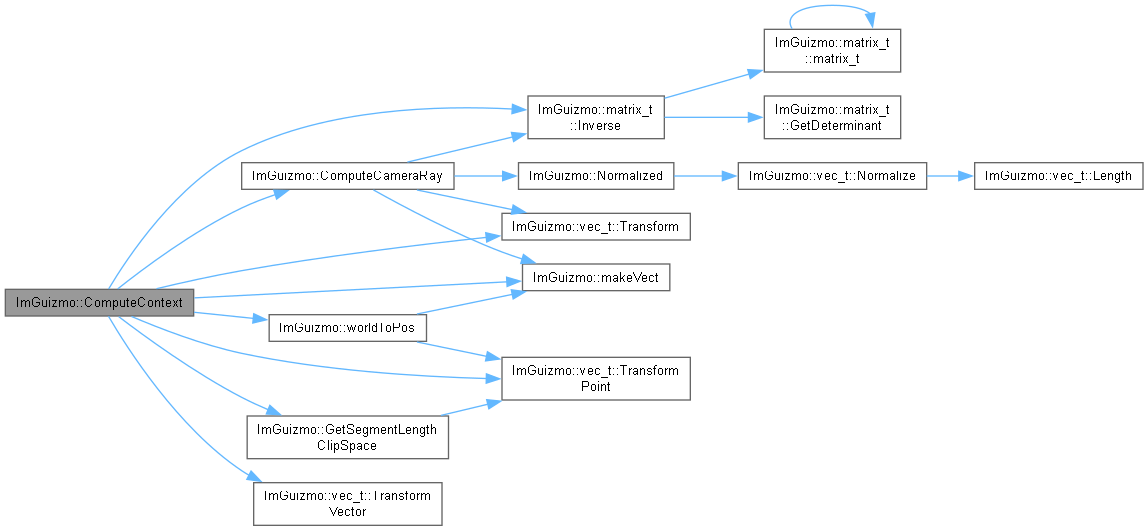 ImGuizmo::matrix_t
::matrix_t
ImGuizmo::matrix_t
::Inverse
ImGuizmo::matrix_t
::GetDeterminant
ImGuizmo::ComputeCameraRay
ImGuizmo::Normalized
ImGuizmo::vec_t::Normalize
ImGuizmo::vec_t::Length
ImGuizmo::vec_t::Transform
ImGuizmo::makeVect
ImGuizmo::ComputeContext
ImGuizmo::worldToPos
ImGuizmo::vec_t::Transform
Point
ImGuizmo::GetSegmentLength
ClipSpace
ImGuizmo::vec_t::Transform
Vector